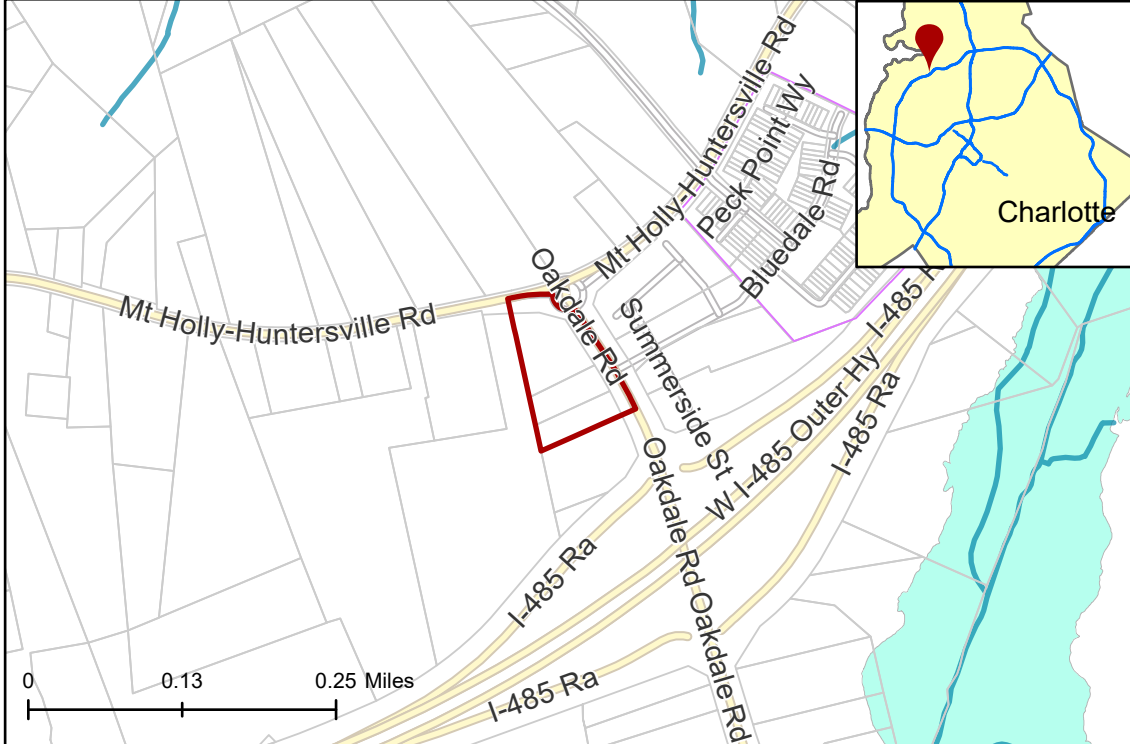 Mt Holly-Huntersville Rd
Peck Point Wy
Bluedale Rd
Charlotte
Mt Holly-Huntersville Rd
Oakdale Rd
Summerside St
I-485 R
W I-485 Outer Hy
I-485 Ra
Oakdale Rd
I-485 Ra
Oakdale Rd
I-485 Ra
0 0.13 0.25 Miles